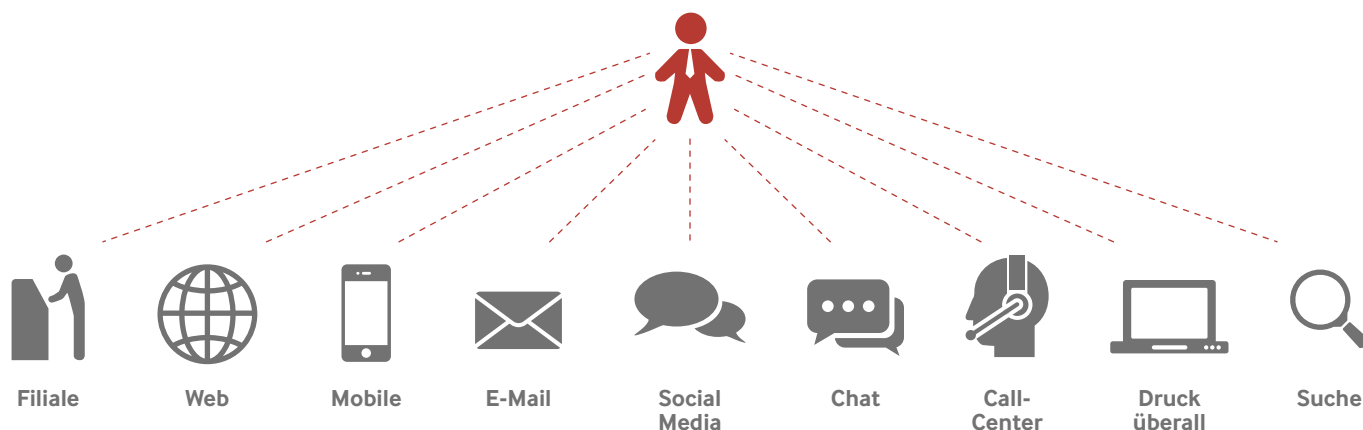 Filiale
Web
Mobile
E-Mail
Social
Media
Chat
Call-
Center
Druck
überall
Suche